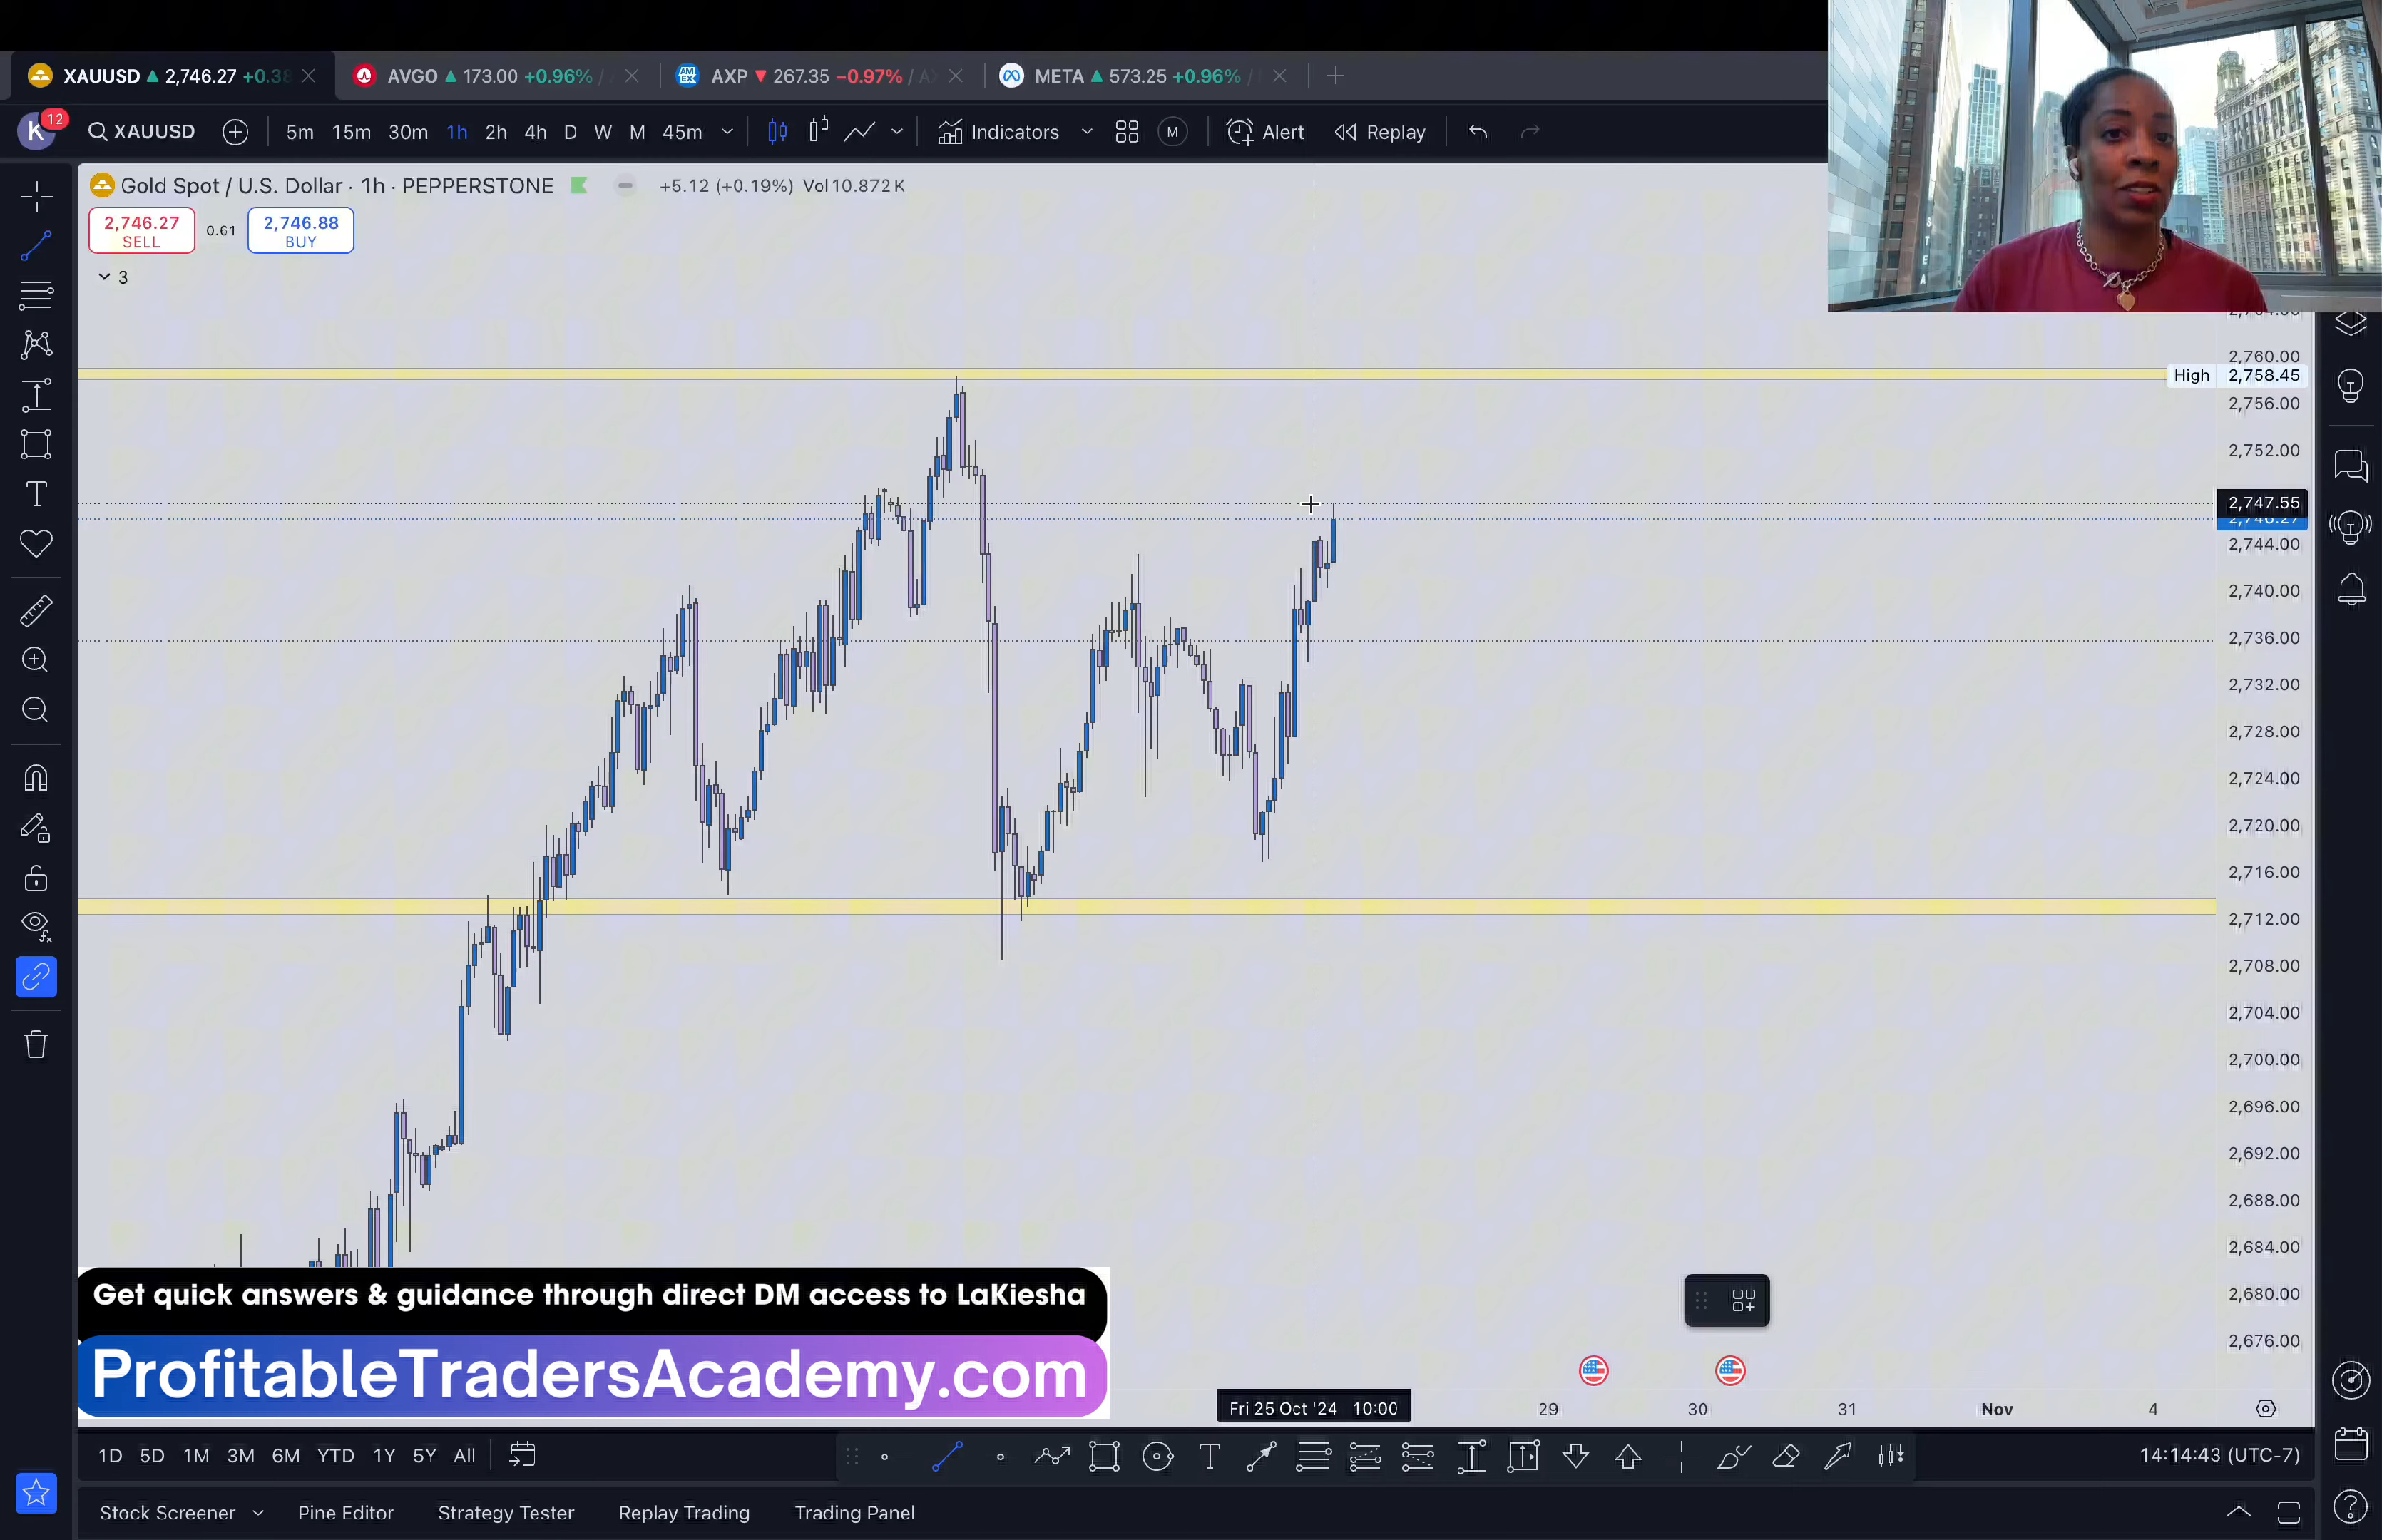 XAUUSD 2,746.27 +0.38
AVGO 173.00 +0.96% /
AXP 267.35 −0.97% / A
META 573.25 +0.96% /
K 12
XAUUSD 5m 15m 30m 1h 2h 4h D W M 45m Indicators M Alert Replay
Gold Spot / U.S. Dollar · 1h · PEPPERSTONE +5.12 (+0.19%) Vol 10.872 K
2,746.27 0.61 2,746.88
SELL BUY
3
2,760.00
High 2,758.45
2,756.00
2,752.00
2,747.55
2,746.27
2,744.00
2,740.00
2,736.00
2,732.00
2,728.00
2,724.00
2,720.00
2,716.00
2,712.00
2,708.00
2,704.00
2,700.00
2,696.00
2,692.00
2,688.00
2,684.00
2,680.00
2,676.00
Get quick answers & guidance through direct DM access to LaKiesha
ProfitableTradersAcademy.com
Fri 25 Oct '24 10:00 29 30 31 Nov 4
1D 5D 1M 3M 6M YTD 1Y 5Y All 14:14:43 (UTC-7)
Stock Screener Pine Editor Strategy Tester Replay Trading Trading Panel